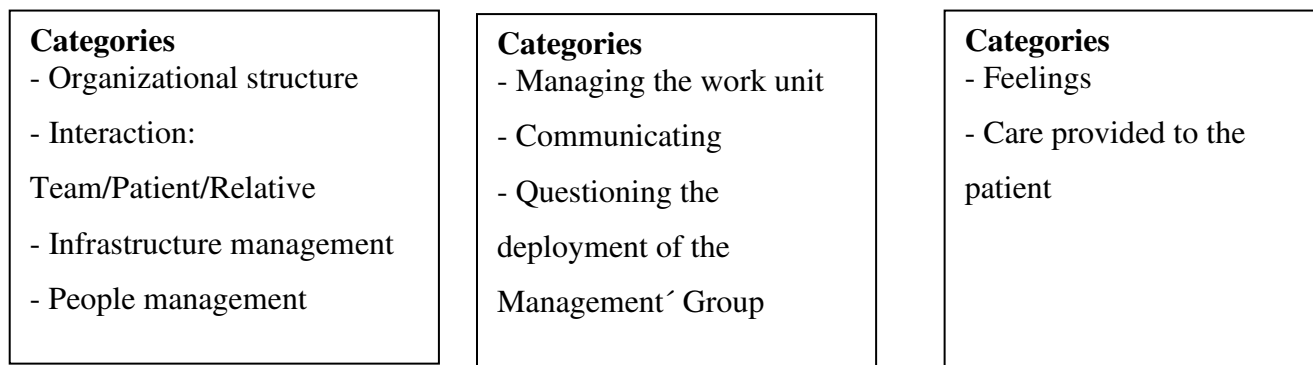 Categories
- Organizational structure
- Interaction:
Team/Patient/Relative
- Infrastructure management
- People management
Categories
- Managing the work unit
- Communicating
- Questioning the
deployment of the
Management´ Group
Categories
- Feelings
- Care provided to the
patient